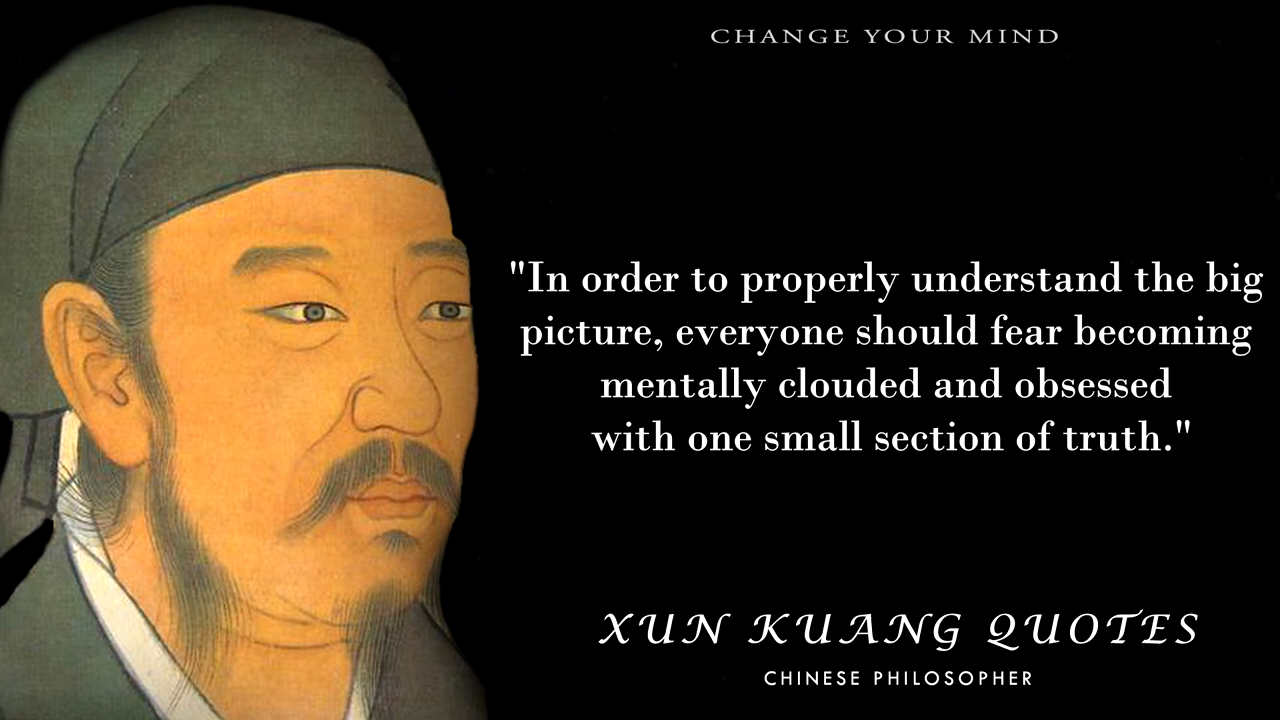 CHANGE YOUR MIND
"In order to properly understand the big
picture, everyone should fear becoming
mentally clouded and obsessed
with one small section of truth."
XUN KUANG QUOTES
CHINESE PHILOSOPHER